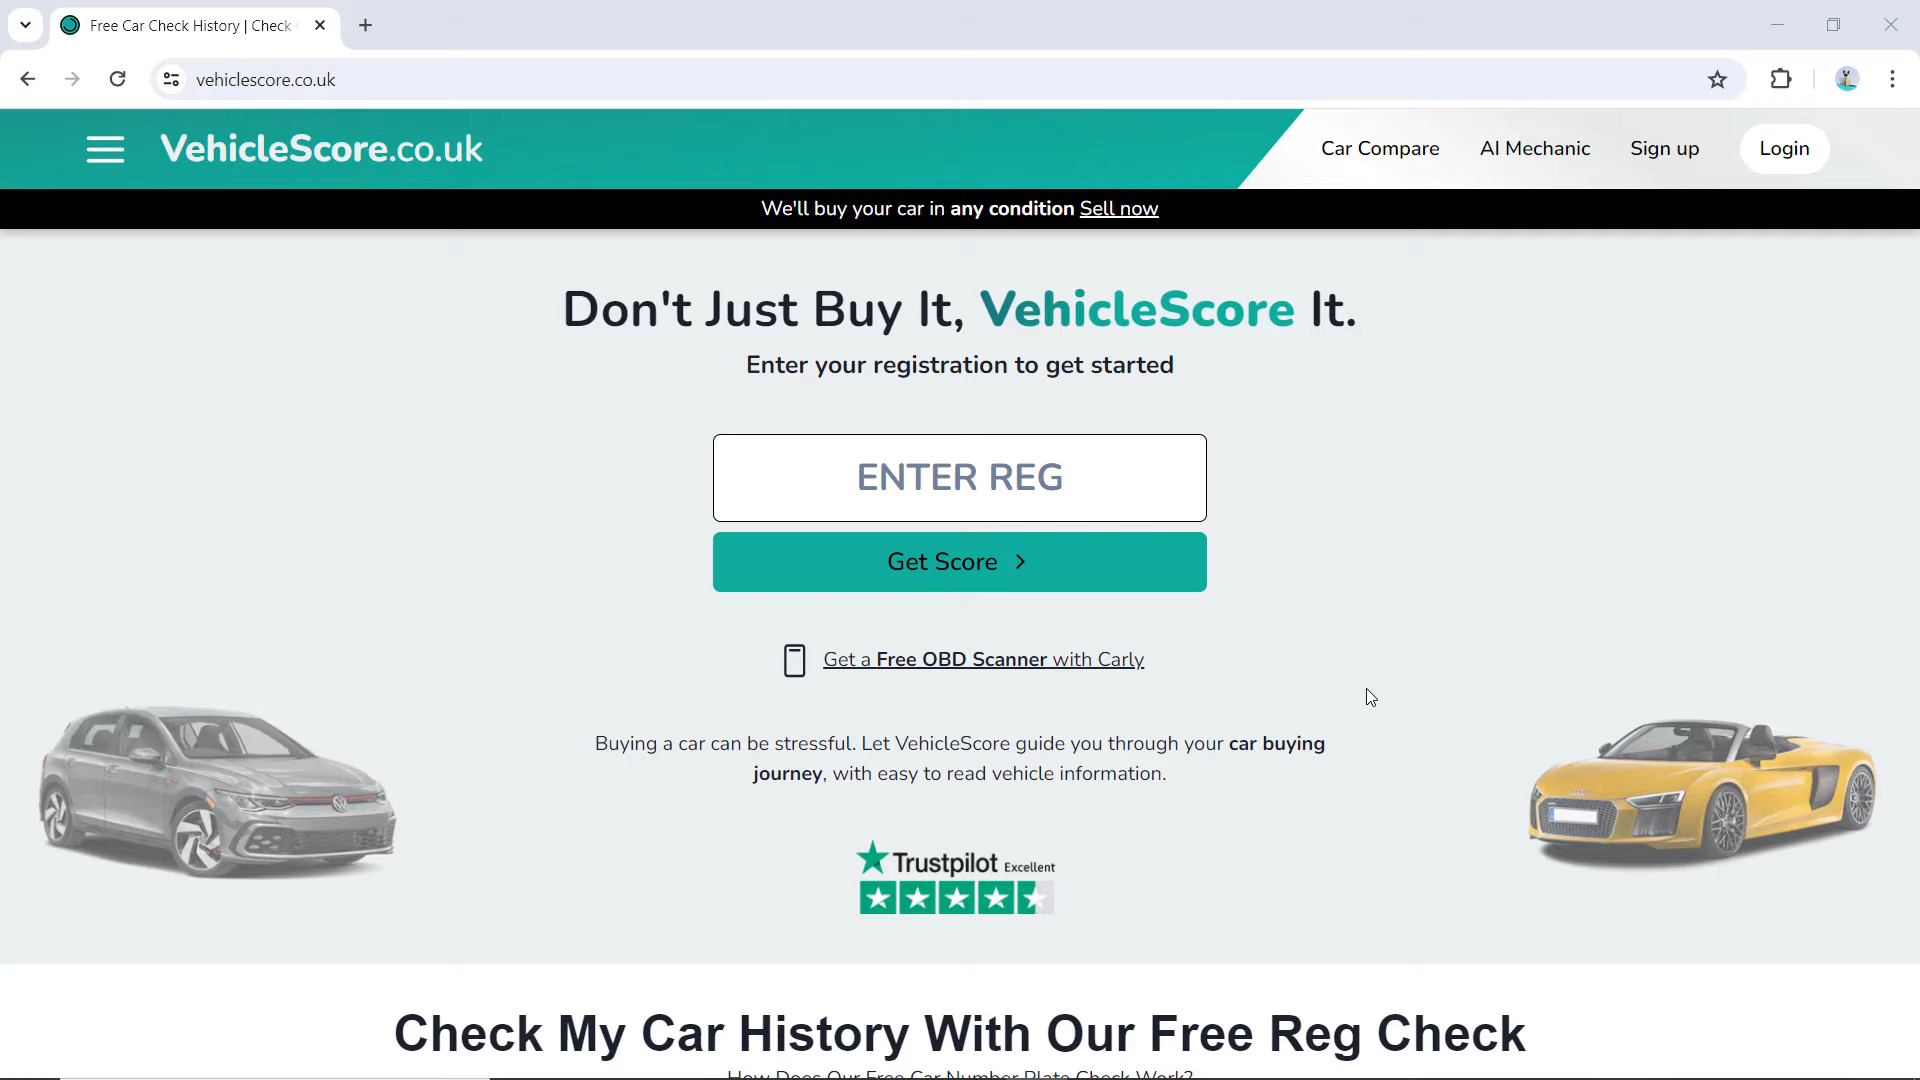 Free Car Check History | Check
vehiclescore.co.uk
VehicleScore.co.uk
Car Compare
AI Mechanic
Sign up
Login
We'll buy your car in any condition Sell now
Don't Just Buy It, VehicleScore It.
Enter your registration to get started
ENTER REG
Get Score
Get a Free OBD Scanner with Carly
Buying a car can be stressful. Let VehicleScore guide you through your car buying
journey, with easy to read vehicle information.
Trustpilot Excellent
Check My Car History With Our Free Reg Check
How Does Our Free Car Number Plate Check Work?